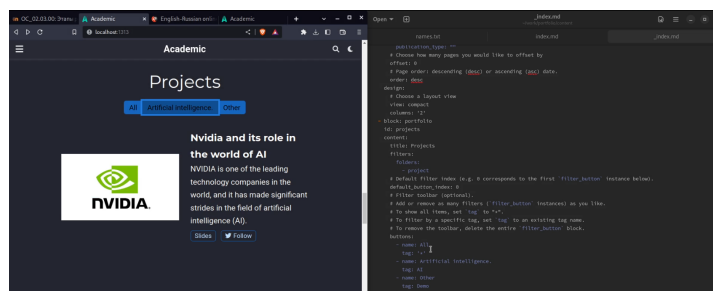 OC_02.03.00: Этапы
Academic
English-Russian onlin
Academic
localhost:1313
Academic
Projects
All
Artificial intelligence.
Other
NVIDIA.
Nvidia and its role in
the world of AI
NVIDIA is one of the leading
technology companies in the
world, and it has made significant
strides in the field of artificial
intelligence (AI).
Slides
Follow
Open
_index.md
names.txt
index.md
_index.md
publication_type: ""
# Choose how many pages you would like to offset by
offset: 0
# Page order: descending (desc) or ascending (asc) date.
order: desc
design:
# Choose a layout view
view: compact
columns: '2'
- block: portfolio
id: projects
content:
title: Projects
filters:
folders:
- project
# Default filter index (e.g. 0 corresponds to the first `filter_button` instance below).
default_button_index: 0
# Filter toolbar (optional).
# Add or remove as many filters (`filter_button` instances) as you like.
# To show all items, set `tag` to "*".
# To filter by a specific tag, set `tag` to an existing tag name.
# To remove the toolbar, delete the entire `filter_button` block.
buttons:
- name: All
tag: '*'
- name: Artificial intelligence.
tag: AI
- name: Other
tag: Demo